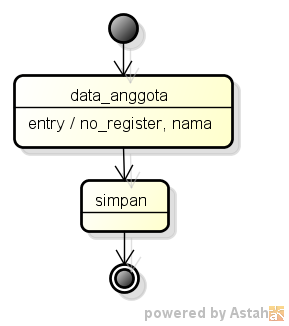 data_anggota
entry / no_register, nama
simpan
powered by Astah